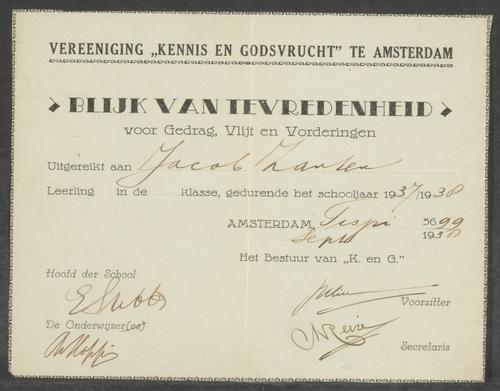 VEREENIGING „KENNIS EN GODSVRUCHT” TE AMSTERDAM
BLIJK VAN TEVREDENHEID
voor Gedrag, Vlijt en Vorderingen
Uitgereikt aan Jacob
Leerling in de Klasse, gedurende het schooljaar 1937/1938
AMSTERDAM, Tisri 5699
Septb 1938
Het Bestuur van „K. en G.”
Hoofd der School
Voorzitter
De Onderwijzer(es)
Secretaris